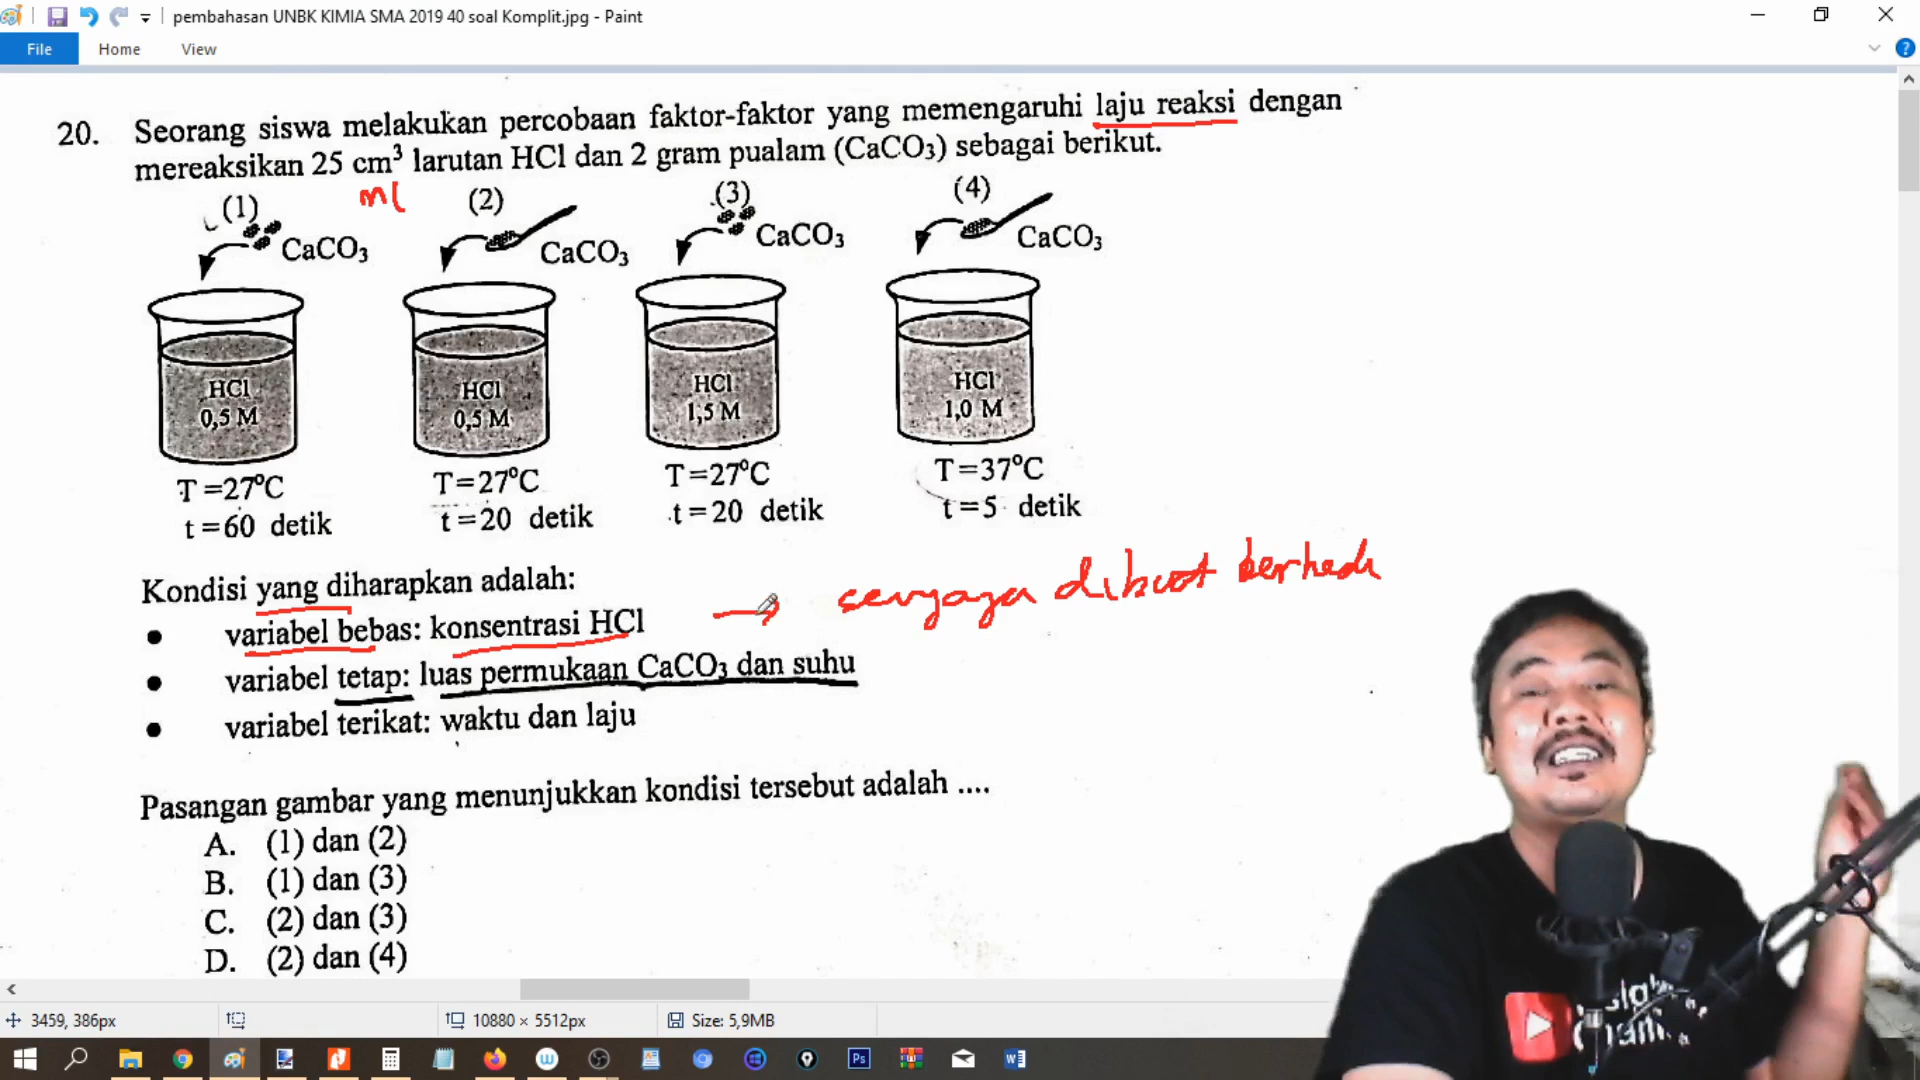 pembahasan UNBK KIMIA SMA 2019 40 soal Komplit.jpg - Paint
File Home View
20. Seorang siswa melakukan percobaan faktor-faktor yang memengaruhi laju reaksi dengan
mereaksikan 25 cm³ larutan HCl dan 2 gram pualam (CaCO₃) sebagai berikut.
ml
(1) (2) (3) (4)
CaCO₃ CaCO₃ CaCO₃ CaCO₃
HCl HCl HCl HCl
0,5 M 0,5 M 1,5 M 1,0 M
T=27°C T=27°C T=27°C T=37°C
t=60 detik t=20 detik t=20 detik t=5 detik
Kondisi yang diharapkan adalah:
• variabel bebas: konsentrasi HCl → sengaja dibuat berbeda
• variabel tetap: luas permukaan CaCO₃ dan suhu
• variabel terikat: waktu dan laju
Pasangan gambar yang menunjukkan kondisi tersebut adalah ....
A. (1) dan (2)
B. (1) dan (3)
C. (2) dan (3)
D. (2) dan (4)
3459, 386px 10880 × 5512px Size: 5,9MB
Ps